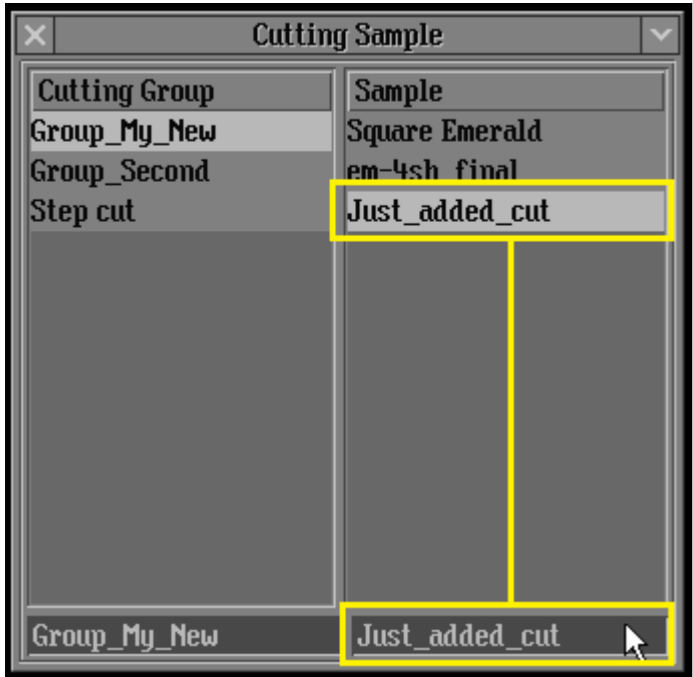 Cutting Sample
Cutting Group
Sample
Group_My_New
Square Emerald
Group_Second
em-4sh_final
Step cut
Just_added_cut
Group_My_New
Just_added_cut